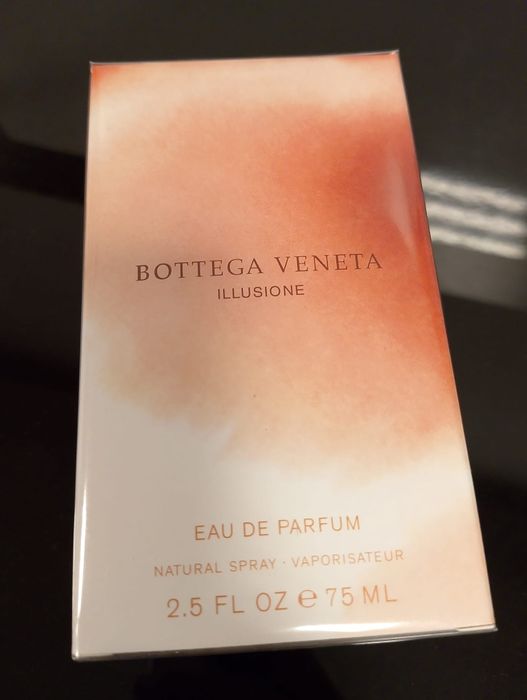 BOTTEGA VENETA
ILLUSIONE
EAU DE PARFUM
NATURAL SPRAY · VAPORISATEUR
2.5 FL OZ ℮ 75 ML